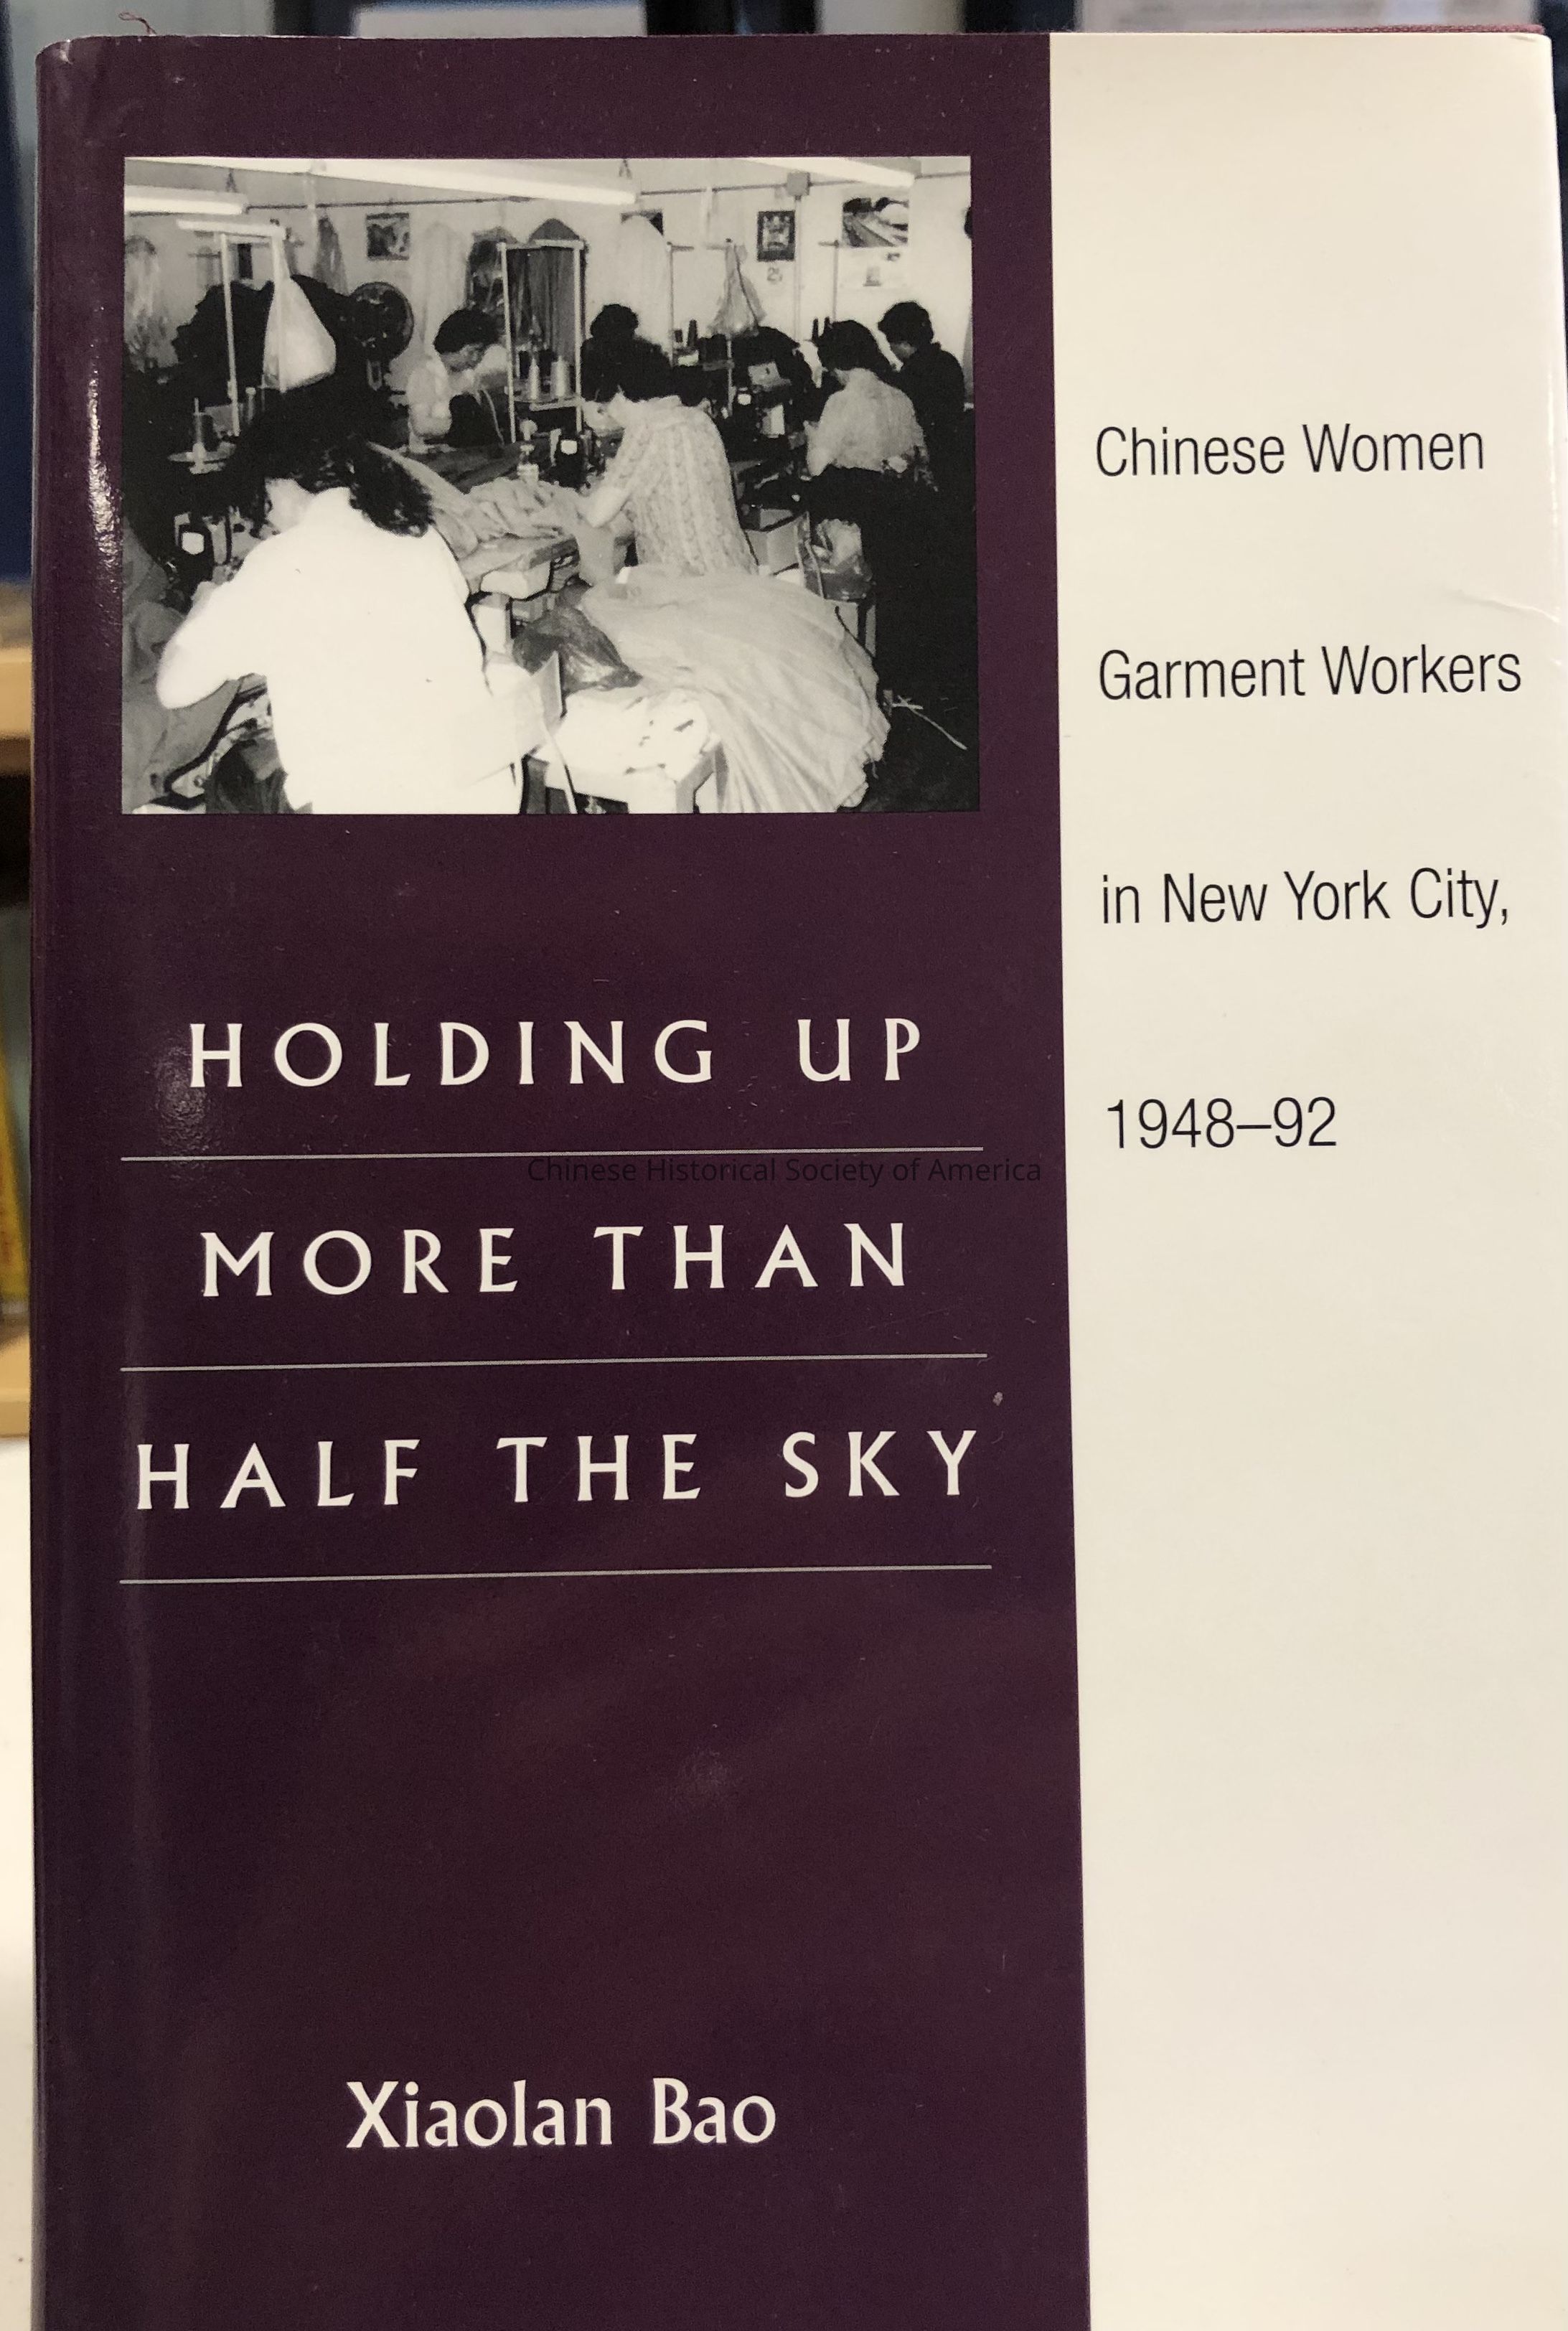 HOLDING UP
MORE THAN
HALF THE SKY
Chinese Women
Garment Workers
in New York City,
1948–92
Xiaolan Bao
Chinese Historical Society of America